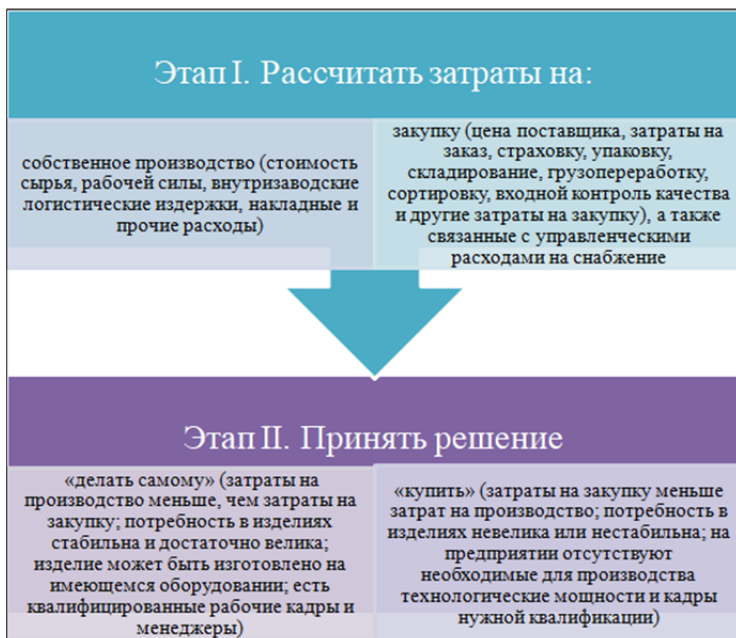 Этап I. Рассчитать затраты на:
собственное производство (стоимость
сырья, рабочей силы, внутризаводские
логистические издержки, накладные и
прочие расходы)
закупку (цена поставщика, затраты на
заказ, страховку, упаковку,
складирование, грузопереработку,
сортировку, входной контроль качества
и другие затраты на закупку), а также
связанные с управленческими
расходами на снабжение
Этап II. Принять решение
«делать самому» (затраты на
производство меньше, чем затраты на
закупку; потребность в изделиях
стабильна и достаточно велика;
изделие может быть изготовлено на
имеющемся оборудовании; есть
квалифицированные рабочие кадры и
менеджеры)
«купить» (затраты на закупку меньше
затрат на производство; потребность в
изделиях невелика или нестабильна; на
предприятии отсутствуют
необходимые для производства
технологические мощности и кадры
нужной квалификации)